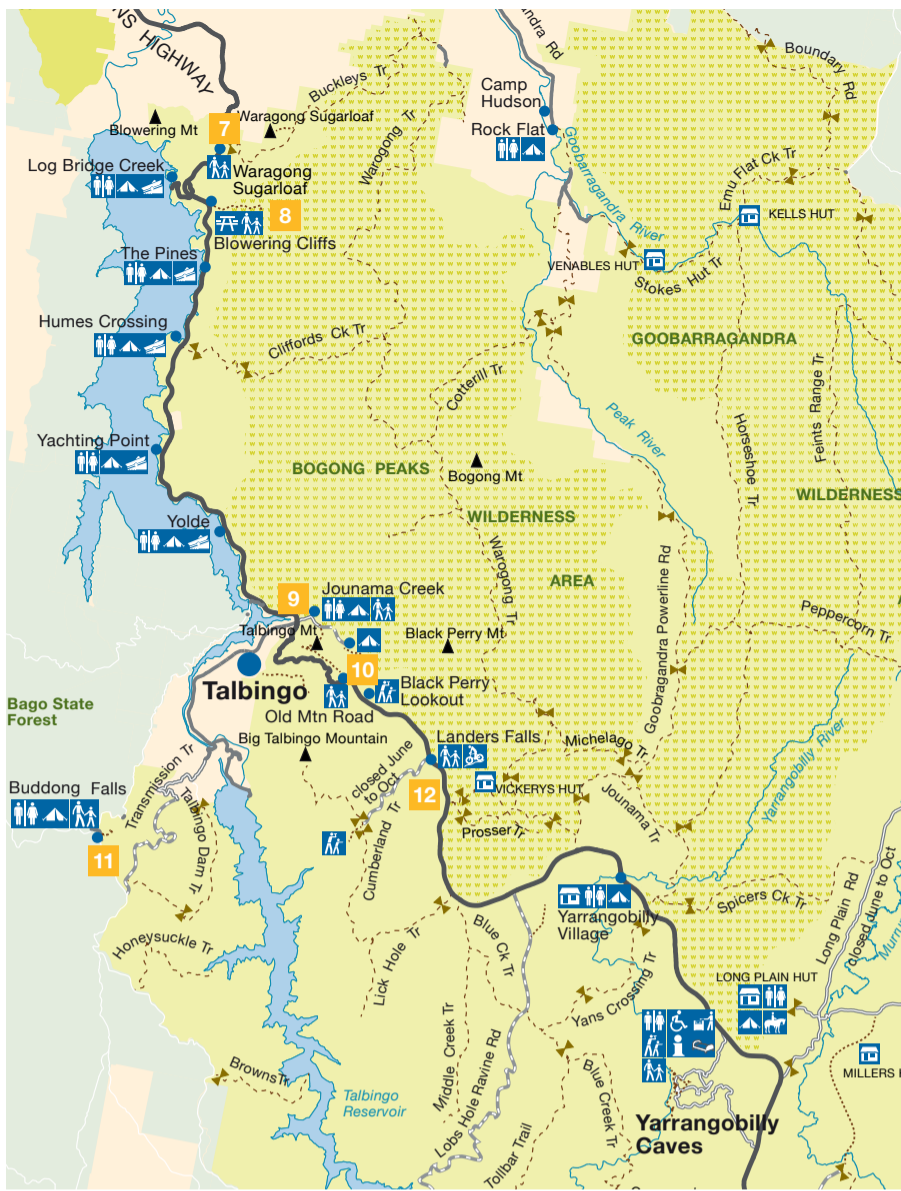 NS HIGHWAY
andra Rd
Boundary Rd
Buckleys Tr
Camp
Hudson
Blowering Mt
7
Waragong Sugarloaf
Rock Flat
Warogong Tr
Log Bridge Creek
Waragong
Sugarloaf
Goobarragandra River
Emu Flat Ck Tr
8
KELLS HUT
Blowering Cliffs
The Pines
VENABLES HUT
Stokes Hut Tr
Humes Crossing
Cliffords Ck Tr
GOOBARRAGANDRA
Cotterill Tr
Feints Range Tr
Peak River
Horseshoe Tr
Yachting Point
BOGONG PEAKS
Bogong Mt
WILDERNESS
WILDERNESS
Yolde
Warogong Tr
AREA
Goobragandra Powerline Rd
9
Jounama Creek
Peppercorn Tr
Talbingo Mt
Black Perry Mt
10
Talbingo
Black Perry
Lookout
Bago State
Forest
Old Mtn Road
Big Talbingo Mountain
Landers Falls
Michelago Tr
Yarrangobilly River
closed June
to Oct
Transmission Tr
Buddong Falls
12
VICKERYS HUT
Talbingo Dam Tr
Cumberland Tr
Prosser Tr
Jounama Tr
11
Long Plain Rd
closed June to Oct
Spicers Ck Tr
Yarrangobilly
Village
Honeysuckle Tr
Blue Ck Tr
Lick Hole Tr
Murru
LONG PLAIN HUT
Yans Crossing Tr
Middle Creek Tr
Lobs Hole Ravine Rd
Browns Tr
MILLERS H
Talbingo
Reservoir
Blue Creek Tr
Yarrangobilly
Caves
Tollbar Trail